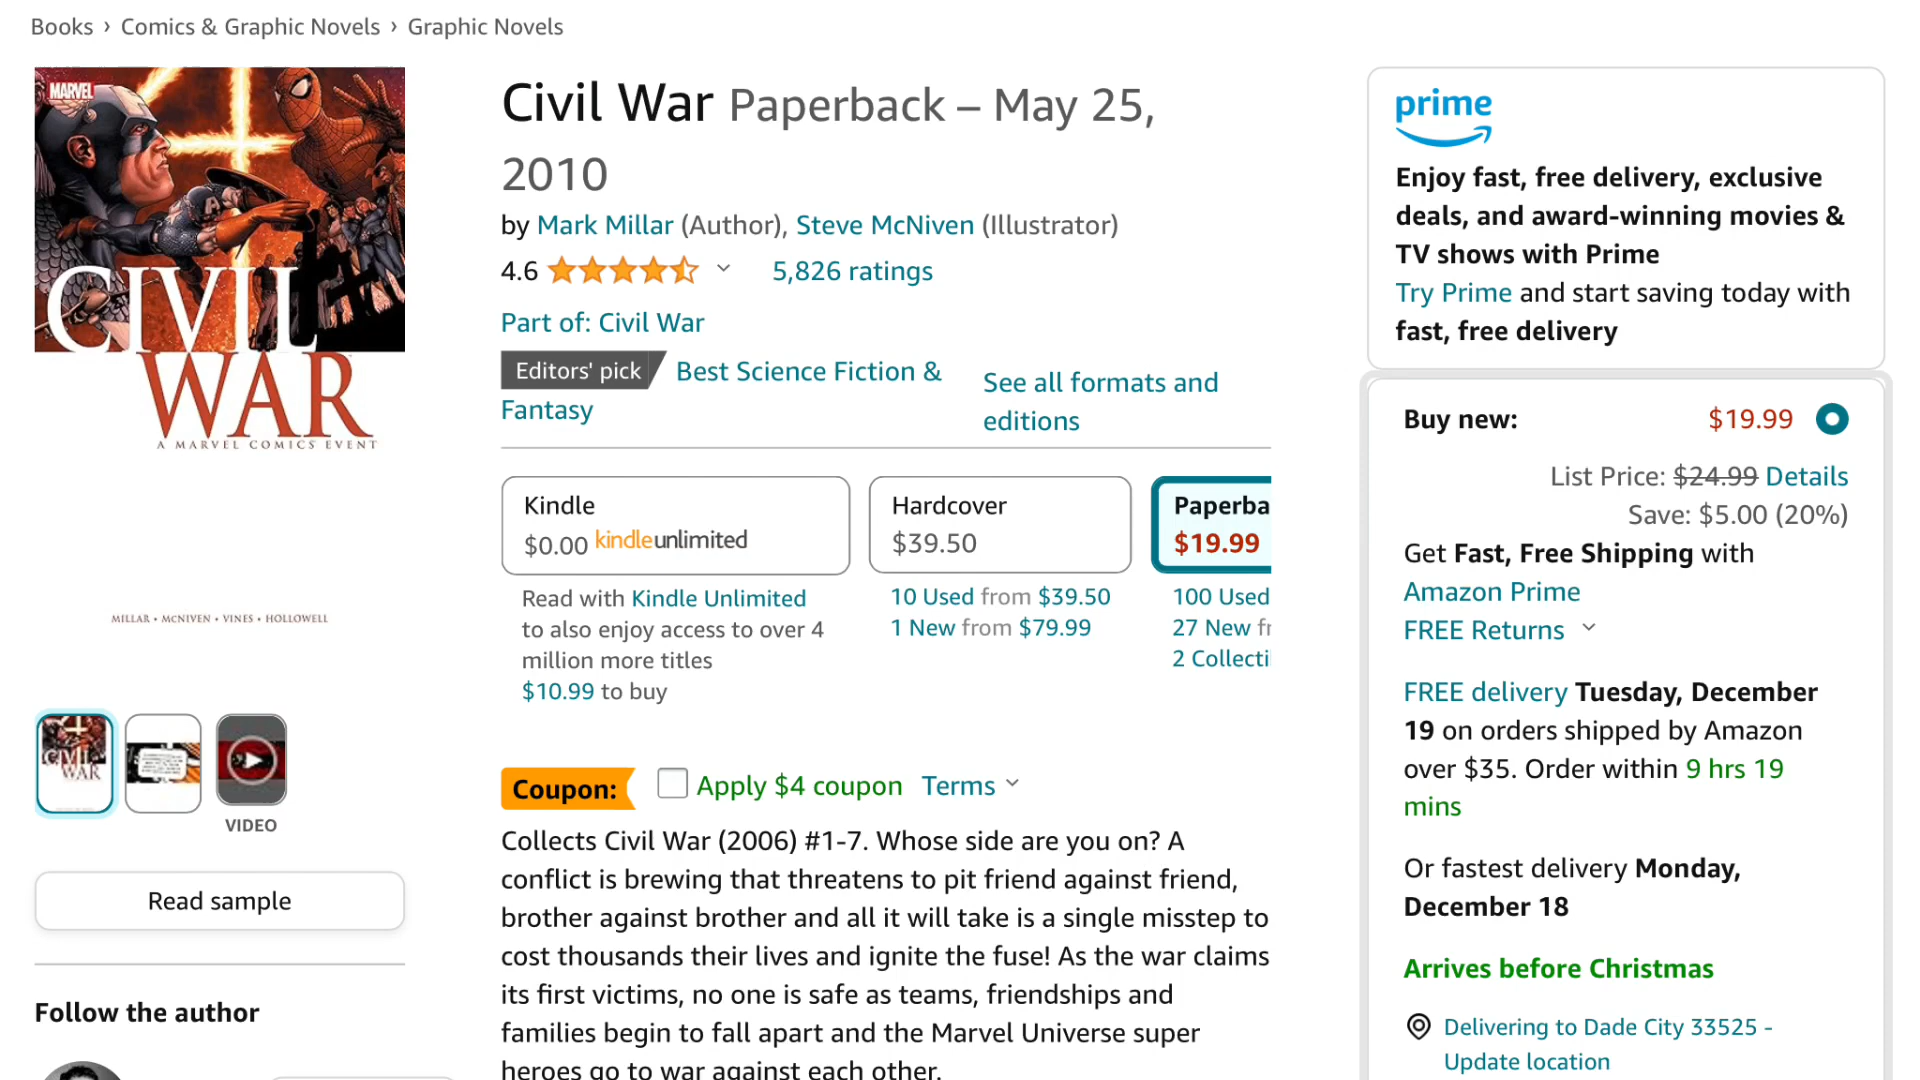 Books › Comics & Graphic Novels › Graphic Novels
MARVEL
CIVIL
WAR
A MARVEL COMICS EVENT
MILLAR • McNIVEN • VINES • HOLLOWELL
CIVIL
WAR
VIDEO
Read sample
Follow the author
Civil War Paperback – May 25,
2010
by Mark Millar (Author), Steve McNiven (Illustrator)
4.6
5,826 ratings
Part of: Civil War
Editors' pick Best Science Fiction &
Fantasy
See all formats and
editions
Kindle
$0.00 kindleunlimited
Read with Kindle Unlimited
to also enjoy access to over 4
million more titles
$10.99 to buy
Hardcover
$39.50
10 Used from $39.50
1 New from $79.99
Paperba
$19.99
100 Used
27 New fr
2 Collecti
Coupon: Apply $4 coupon Terms
Collects Civil War (2006) #1-7. Whose side are you on? A
conflict is brewing that threatens to pit friend against friend,
brother against brother and all it will take is a single misstep to
cost thousands their lives and ignite the fuse! As the war claims
its first victims, no one is safe as teams, friendships and
families begin to fall apart and the Marvel Universe super
heroes go to war against each other.
prime
Enjoy fast, free delivery, exclusive
deals, and award-winning movies &
TV shows with Prime
Try Prime and start saving today with
fast, free delivery
Buy new: $19.99
List Price: $24.99 Details
Save: $5.00 (20%)
Get Fast, Free Shipping with
Amazon Prime
FREE Returns
FREE delivery Tuesday, December
19 on orders shipped by Amazon
over $35. Order within 9 hrs 19
mins
Or fastest delivery Monday,
December 18
Arrives before Christmas
Delivering to Dade City 33525 -
Update location